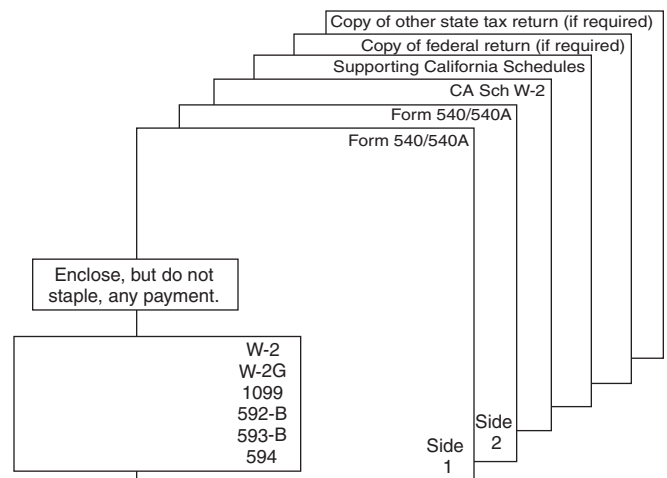 Copy of other state tax return (if required)
Copy of federal return (if required)
Supporting California Schedules
CA Sch W-2
Form 540/540A
Form 540/540A
Enclose, but do not
staple, any payment.
W-2
W-2G
1099
592-B
593-B
594
Side
1
Side
2